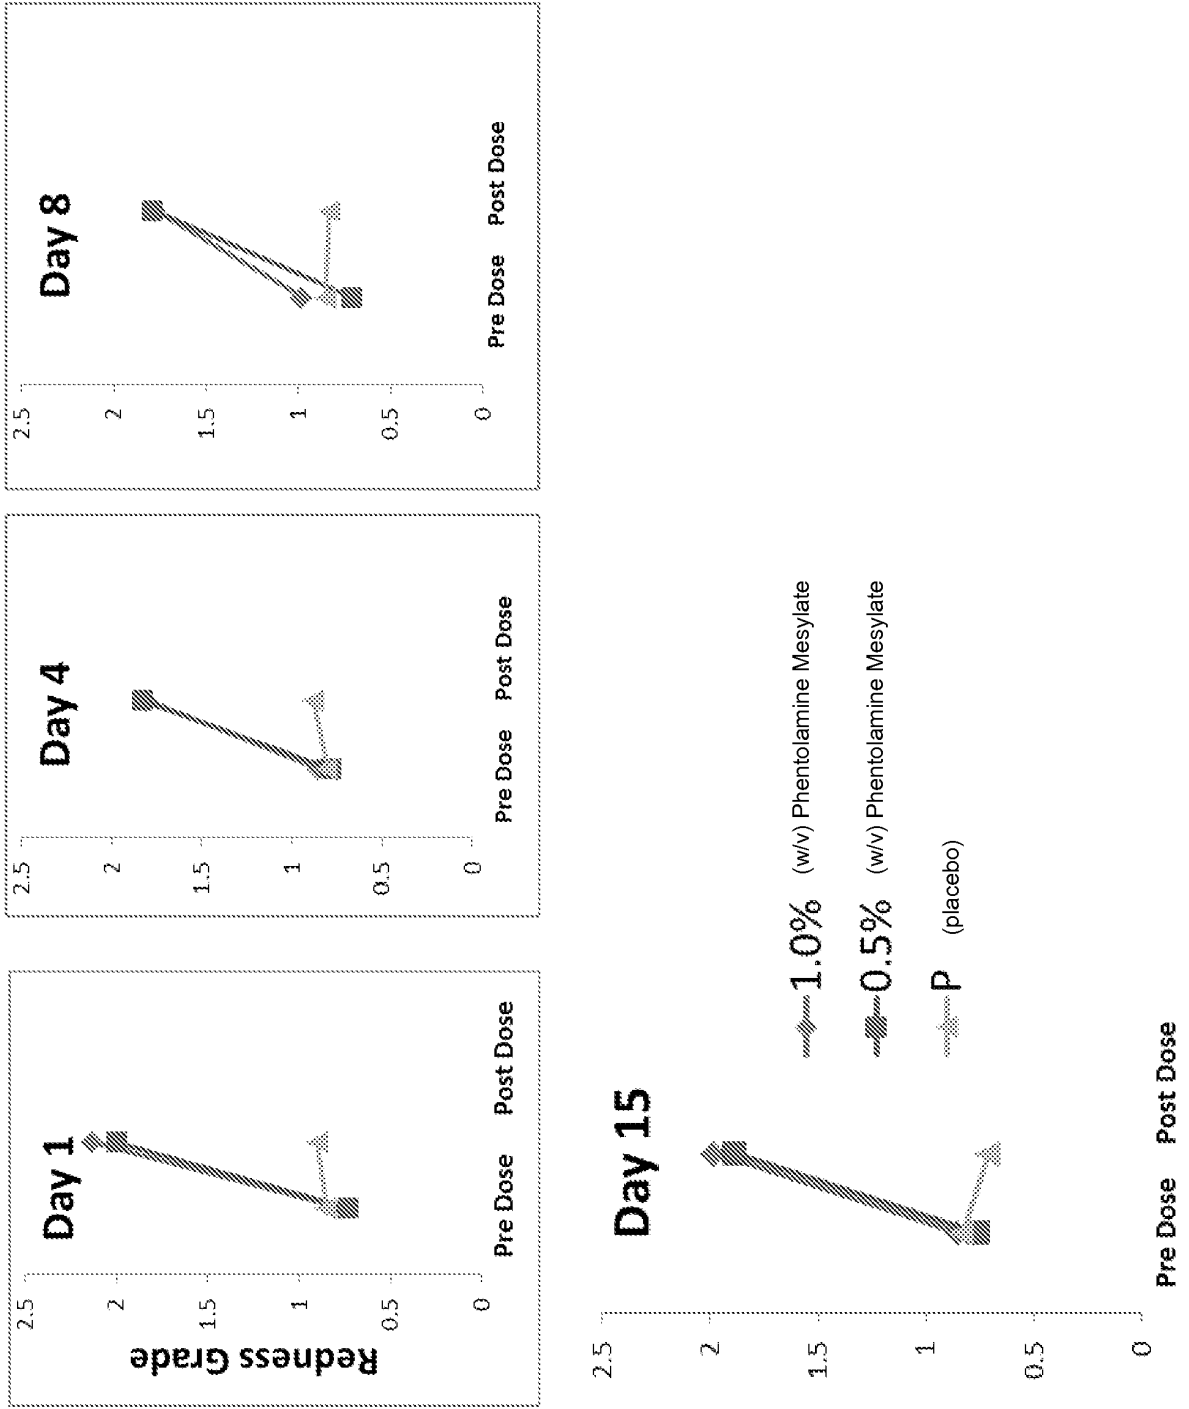 Day 1
Redness Grade
2.5
2
1.5
1
0.5
0
Pre Dose Post Dose
Day 4
2.5
2
1.5
1
0.5
0
Pre Dose Post Dose
Day 8
2.5
2
1.5
1
0.5
0
Pre Dose Post Dose
Day 15
2.5
2
1.5
1
0.5
0
Pre Dose Post Dose
1.0% (w/v) Phentolamine Mesylate
0.5% (w/v) Phentolamine Mesylate
P (placebo)